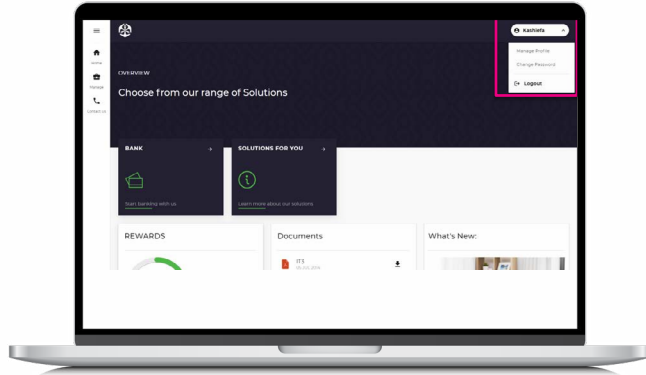 Kashiefa
Manage Profile
Change Password
Logout
Home
Manage
Contact Us
OVERVIEW
Choose from our range of Solutions
BANK
SOLUTIONS FOR YOU
Start banking with us
Learn more about our solutions
REWARDS
Documents
What's New:
IT3